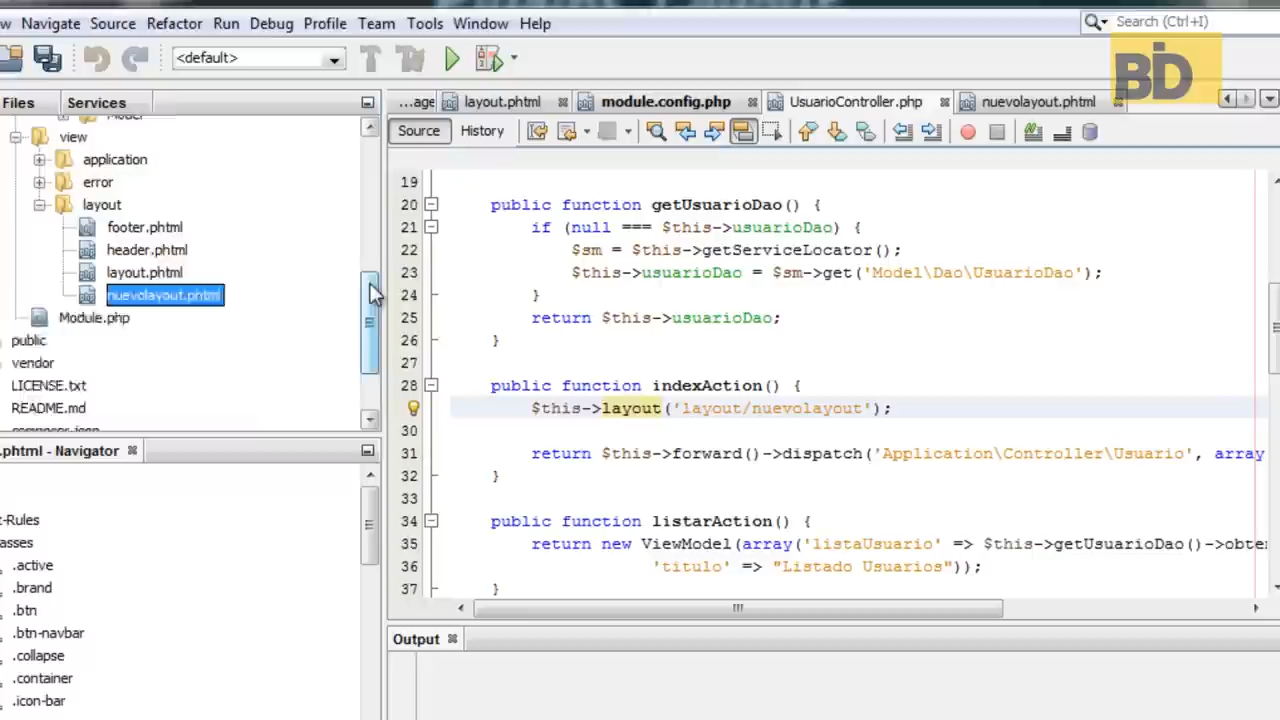 w Navigate Source Refactor Run Debug Profile Team Tools Window Help
Search (Ctrl+I)
BiD
<default>
Files Services
...age layout.phtml module.config.php UsuarioController.php nuevolayout.phtml
Source History
view
application
error
layout
footer.phtml
header.phtml
layout.phtml
nuevolayout.phtml
Module.php
public
vendor
LICENSE.txt
README.md
.phtml - Navigator
t-Rules
asses
.active
.brand
.btn
.btn-navbar
.collapse
.container
.icon-bar
19
20 public function getUsuarioDao() {
21 if (null === $this->usuarioDao) {
22 $sm = $this->getServiceLocator();
23 $this->usuarioDao = $sm->get('Model\Dao\UsuarioDao');
24 }
25 return $this->usuarioDao;
26 }
27
28 public function indexAction() {
$this->layout('layout/nuevolayout');
30
31 return $this->forward()->dispatch('Application\Controller\Usuario', array
32 }
33
34 public function listarAction() {
35 return new ViewModel(array('listaUsuario' => $this->getUsuarioDao()->obten
36 'titulo' => "Listado Usuarios"));
37 }
Output